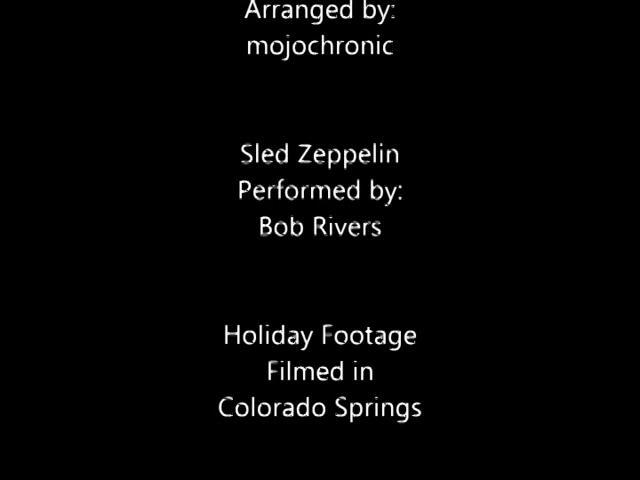 Arranged by:
mojochronic
Sled Zeppelin
Performed by:
Bob Rivers
Holiday Footage
Filmed in
Colorado Springs